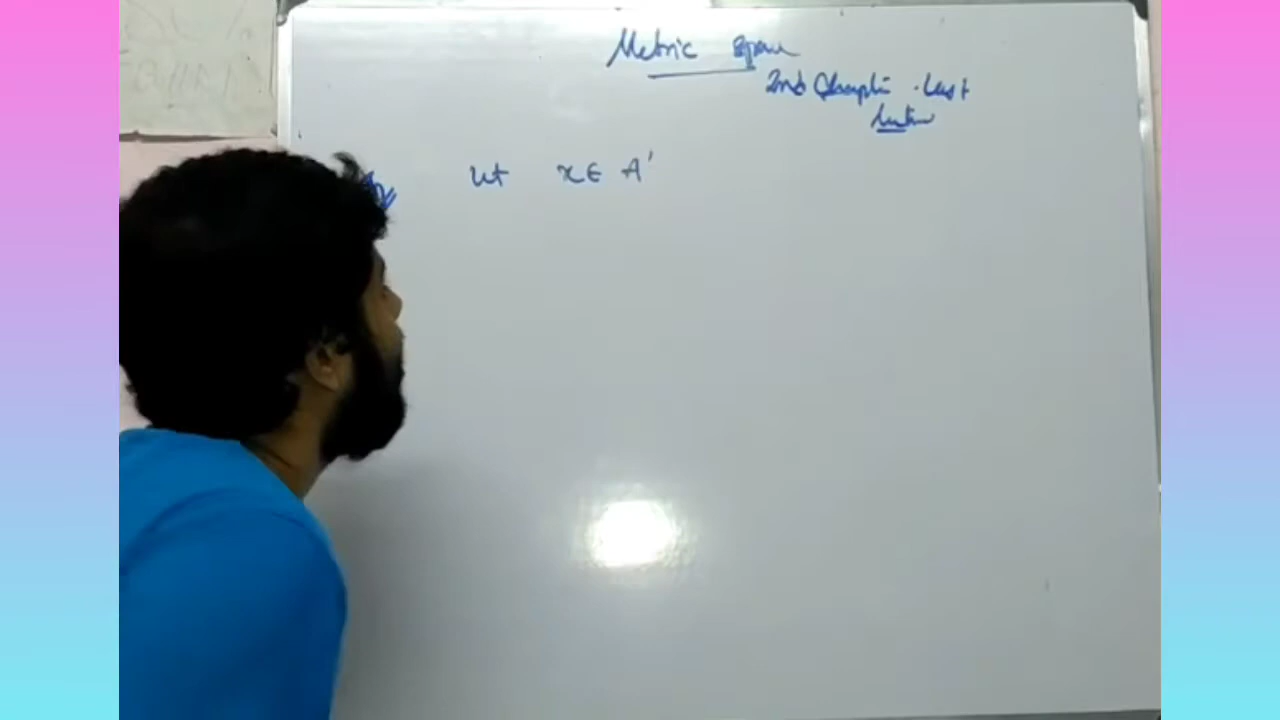 Metric space
2nd Chapter Last
Lecture
Let x ∈ A'